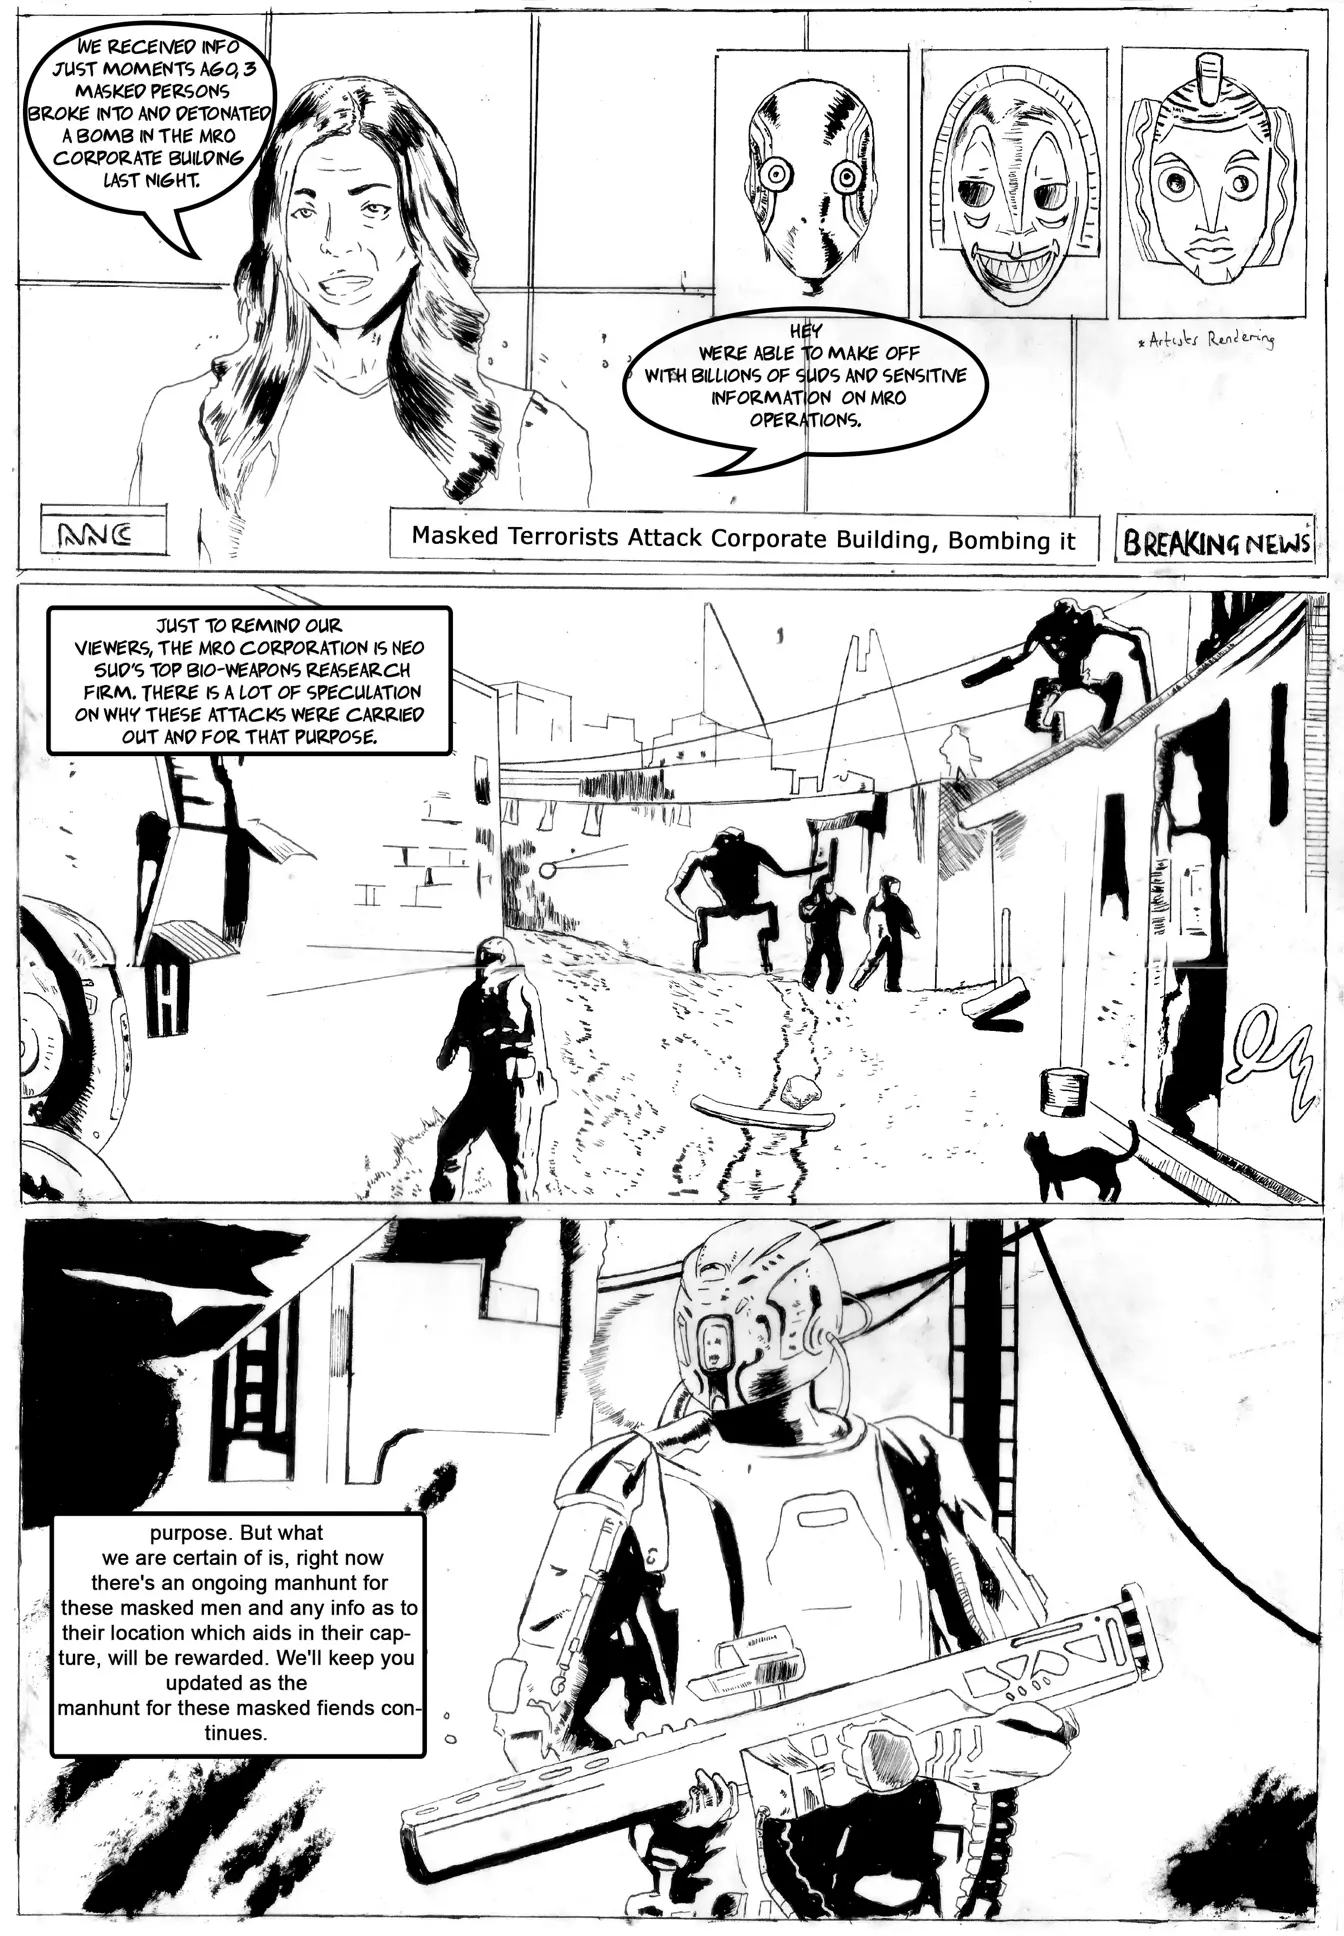 WE RECEIVED INFO
JUST MOMENTS AGO, 3
MASKED PERSONS
BROKE INTO AND DETONATED
A BOMB IN THE MRO
CORPORATE BUILDING
LAST NIGHT.
* Artists Rendering
HEY
WERE ABLE TO MAKE OFF
WITH BILLIONS OF SUDS AND SENSITIVE
INFORMATION ON MRO
OPERATIONS.
NNC
Masked Terrorists Attack Corporate Building, Bombing it
BREAKING NEWS
JUST TO REMIND OUR
VIEWERS, THE MRO CORPORATION IS NEO
SUD'S TOP BIO-WEAPONS REASEARCH
FIRM. THERE IS A LOT OF SPECULATION
ON WHY THESE ATTACKS WERE CARRIED
OUT AND FOR THAT PURPOSE.
purpose. But what
we are certain of is, right now
there's an ongoing manhunt for
these masked men and any info as to
their location which aids in their cap-
ture, will be rewarded. We'll keep you
updated as the
manhunt for these masked fiends con-
tinues.